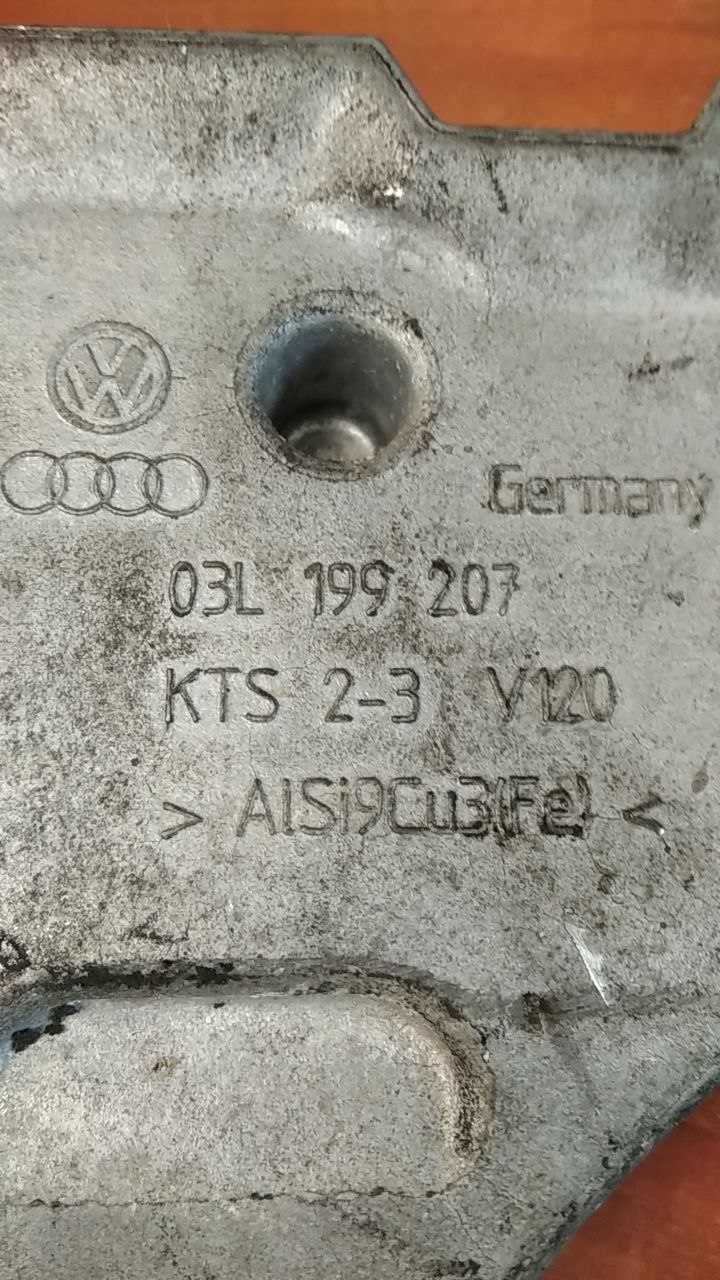 Germany
03L 199 207
KTS 2-3 V120
> AlSi9Cu3(Fe) <